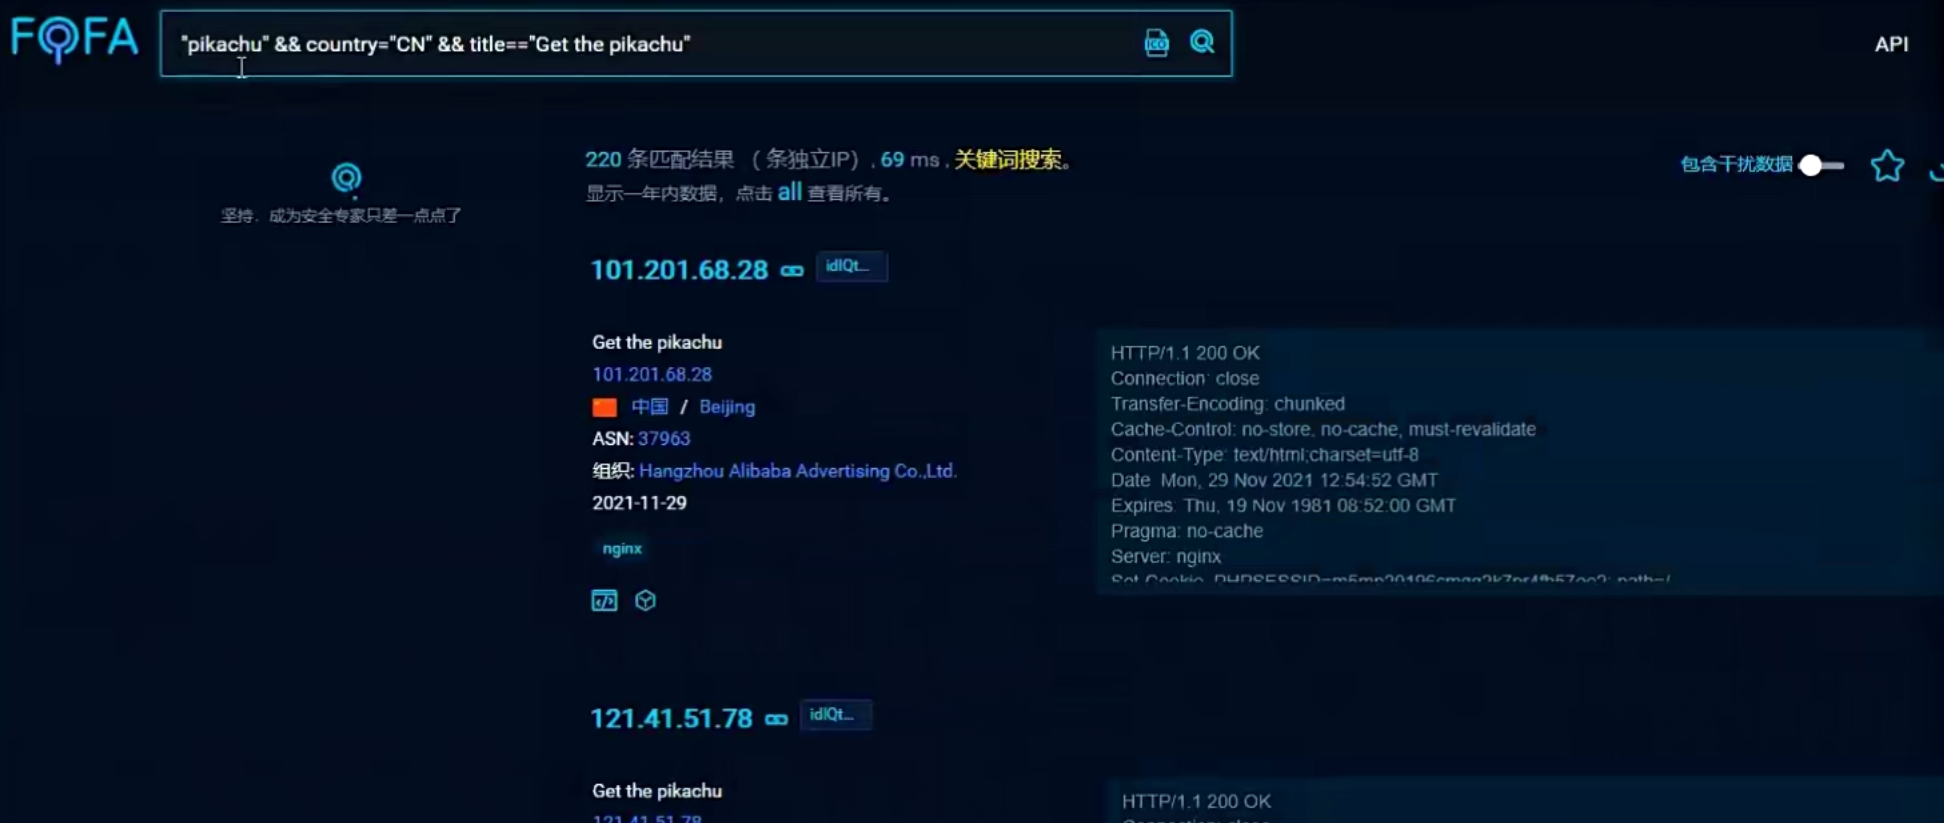 FOFA
"pikachu" && country="CN" && title=="Get the pikachu"
API
220 条匹配结果 （ 条独立IP）, 69 ms , 关键词搜索。
显示一年内数据，点击 all 查看所有。
包含干扰数据
坚持. 成为安全专家只差一点点了
101.201.68.28 idlQt...
Get the pikachu
101.201.68.28
中国 / Beijing
ASN: 37963
组织: Hangzhou Alibaba Advertising Co.,Ltd.
2021-11-29
nginx
HTTP/1.1 200 OK
Connection: close
Transfer-Encoding: chunked
Cache-Control: no-store, no-cache, must-revalidate
Content-Type: text/html;charset=utf-8
Date: Mon, 29 Nov 2021 12:54:52 GMT
Expires: Thu, 19 Nov 1981 08:52:00 GMT
Pragma: no-cache
Server: nginx
121.41.51.78 idlQt...
Get the pikachu
121.41.51.78
HTTP/1.1 200 OK